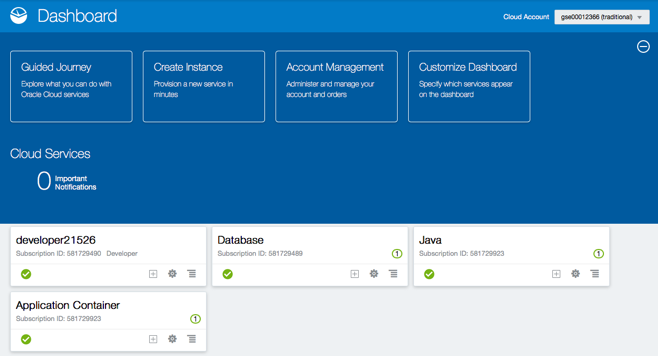 Dashboard
Cloud Account
gse00012366 (traditional)
Guided Journey
Explore what you can do with
Oracle Cloud services
Create Instance
Provision a new service in
minutes
Account Management
Administer and manage your
account and orders
Customize Dashboard
Specify which services appear
on the dashboard
Cloud Services
0
Important
Notifications
developer21526
Subscription ID: 581729490 Developer
Database
Subscription ID: 581729489
1
Java
Subscription ID: 581729923
1
Application Container
Subscription ID: 581729923
1